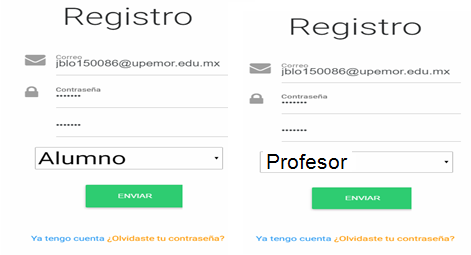 Registro
Correo
jblo150086@upemor.edu.mx
Contraseña
•••••••
•••••••
Alumno
ENVIAR
Ya tengo cuenta ¿Olvidaste tu contraseña?
Registro
Correo
jblo150086@upemor.edu.mx
Contraseña
•••••••
•••••••
Profesor
ENVIAR
Ya tengo cuenta ¿Olvidaste tu contraseña?